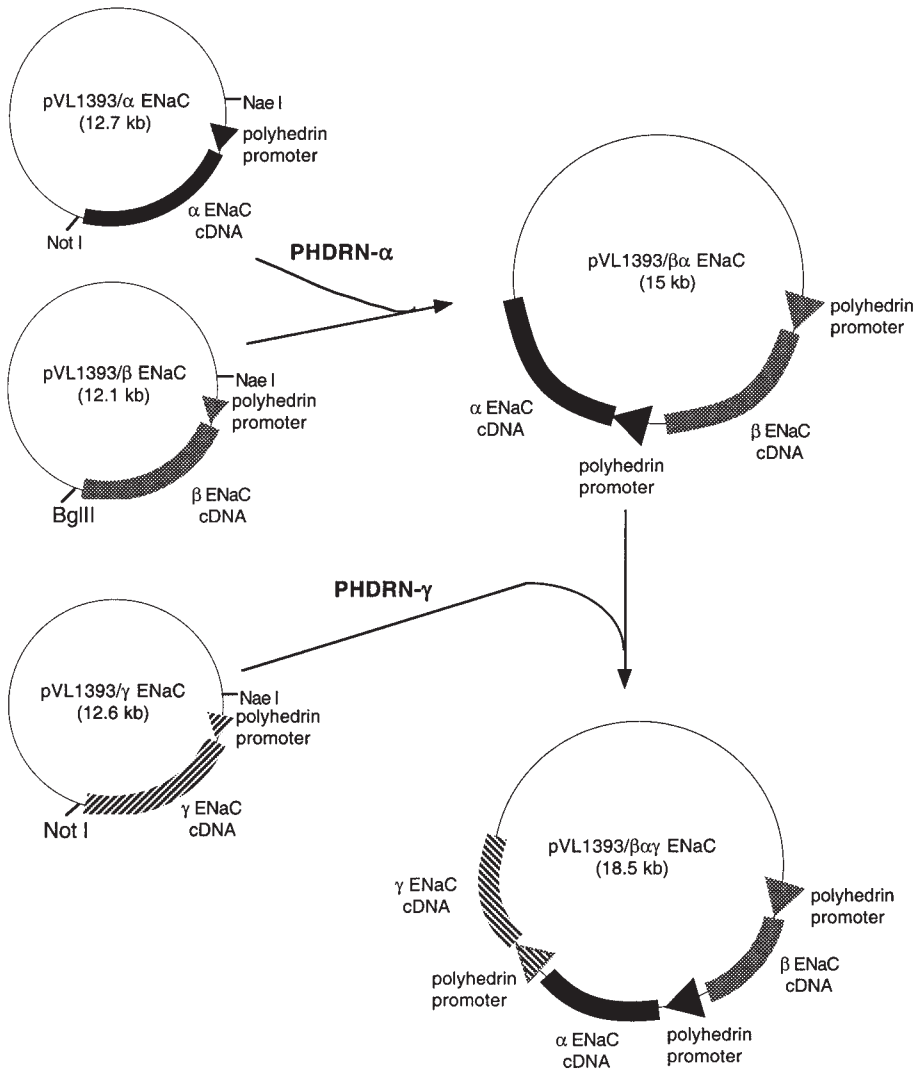 pVL1393/α ENaC
(12.7 kb)
Nae I
polyhedrin
promoter
α ENaC
cDNA
Not I
PHDRN-α
pVL1393/β ENaC
(12.1 kb)
Nae I
polyhedrin
promoter
β ENaC
cDNA
BglII
pVL1393/βα ENaC
(15 kb)
polyhedrin
promoter
α ENaC
cDNA
β ENaC
cDNA
polyhedrin
promoter
PHDRN-γ
pVL1393/γ ENaC
(12.6 kb)
Nae I
polyhedrin
promoter
γ ENaC
cDNA
Not I
pVL1393/βαγ ENaC
(18.5 kb)
γ ENaC
cDNA
polyhedrin
promoter
β ENaC
cDNA
polyhedrin
promoter
α ENaC
cDNA
polyhedrin
promoter